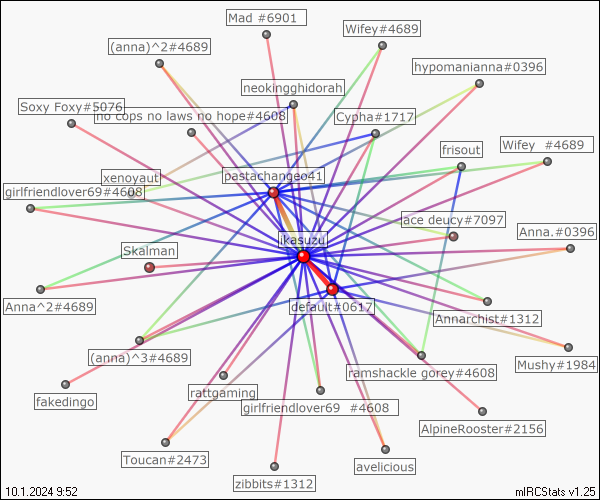 Mad #6901
Wifey#4689
(anna)^2#4689
hypomanianna#0396
neokingghidorah
Soxy Foxy#5076
no cops no laws no hope#4608
Cypha#1717
frisout
Wifey  #4689
xenoyaut
pastachangeo41
girlfriendlover69#4608
ace deucy#7097
Anna.#0396
ikasuzu
Skalman
Anna^2#4689
default#0617
Annarchist#1312
(anna)^3#4689
ramshackle gorey#4608
Mushy#1984
fakedingo
rattgaming
girlfriendlover69  #4608
AlpineRooster#2156
Toucan#2473
avelicious
zibbits#1312
10.1.2024 9:52
mIRCStats v1.25